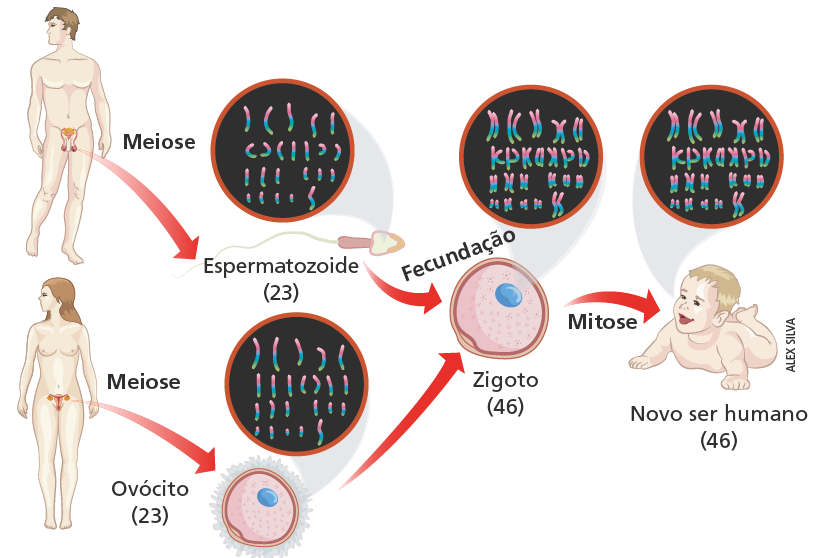 Meiose
Espermatozoide
(23)
Fecundação
Meiose
Ovócito
(23)
Zigoto
(46)
Mitose
Novo ser humano
(46)
ALEX SILVA